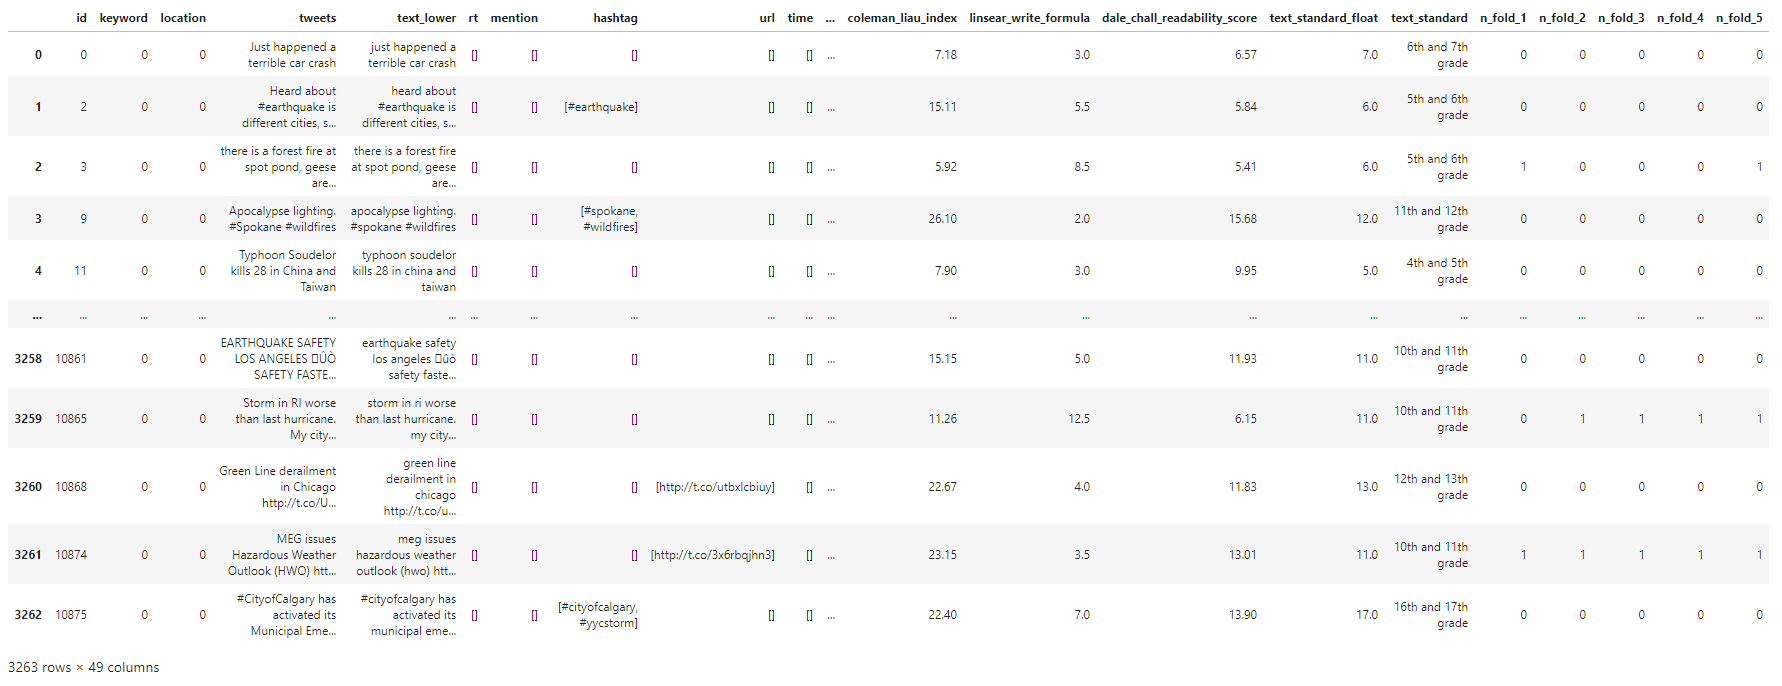 id keyword location tweets text_lower rt mention hashtag url time ... coleman_liau_index linsear_write_formula dale_chall_readability_score text_standard_float text_standard n_fold_1 n_fold_2 n_fold_3 n_fold_4 n_fold_5
Just happened a just happened a 6th and 7th
0 0 0 0 terrible car crash terrible car crash [] [] [] [] [] ... 7.18 3.0 6.57 7.0 grade 0 0 0 0 0
Heard about heard about 5th and 6th
1 2 0 0 #earthquake is #earthquake is [] [] [#earthquake] [] [] ... 15.11 5.5 5.84 6.0 grade 0 0 0 0 0
different cities, s... different cities, s...
there is a forest fire at there is a forest fire 5th and 6th
2 3 0 0 spot pond, geese at spot pond, geese [] [] [] [] [] ... 5.92 8.5 5.41 6.0 grade 1 0 0 0 1
are... are...
Apocalypse lighting. apocalypse lighting. [#spokane, 11th and 12th
3 9 0 0 #Spokane #wildfires #spokane #wildfires [] [] #wildfires] [] [] ... 26.10 2.0 15.68 12.0 grade 0 0 0 0 0
Typhoon Soudelor typhoon soudelor 4th and 5th
4 11 0 0 kills 28 in China and kills 28 in china and [] [] [] [] [] ... 7.90 3.0 9.95 5.0 grade 0 0 0 0 0
Taiwan taiwan
... ... ... ... ... ... ... ... ... ... ... ... ... ... ... ... ... ... ... ... ... ...
EARTHQUAKE SAFETY earthquake safety 10th and 11th
3258 10861 0 0 LOS ANGELES ÛÒ los angeles ûò [] [] [] [] [] ... 15.15 5.0 11.93 11.0 grade 0 0 0 0 0
SAFETY FASTE... safety faste...
Storm in RI worse storm in ri worse 10th and 11th
3259 10865 0 0 than last hurricane. than last hurricane. [] [] [] [] [] ... 11.26 12.5 6.15 11.0 grade 0 1 1 1 1
My city... my city...
Green Line derailment green line 12th and 13th
3260 10868 0 0 in Chicago derailment in [] [] [] [http://t.co/utbxlcbiuy] [] ... 22.67 4.0 11.83 13.0 grade 0 0 0 0 0
http://t.co/U... chicago
http://t.co/u...
MEG issues meg issues 10th and 11th
3261 10874 0 0 Hazardous Weather hazardous weather [] [] [] [http://t.co/3x6rbqjhn3] [] ... 23.15 3.5 13.01 11.0 grade 1 1 1 1 1
Outlook (HWO) htt... outlook (hwo) htt...
#CityofCalgary has #cityofcalgary has [#cityofcalgary, 16th and 17th
3262 10875 0 0 activated its activated its [] [] #yycstorm] [] [] ... 22.40 7.0 13.90 17.0 grade 0 0 0 0 0
Municipal Eme... municipal eme...
3263 rows × 49 columns